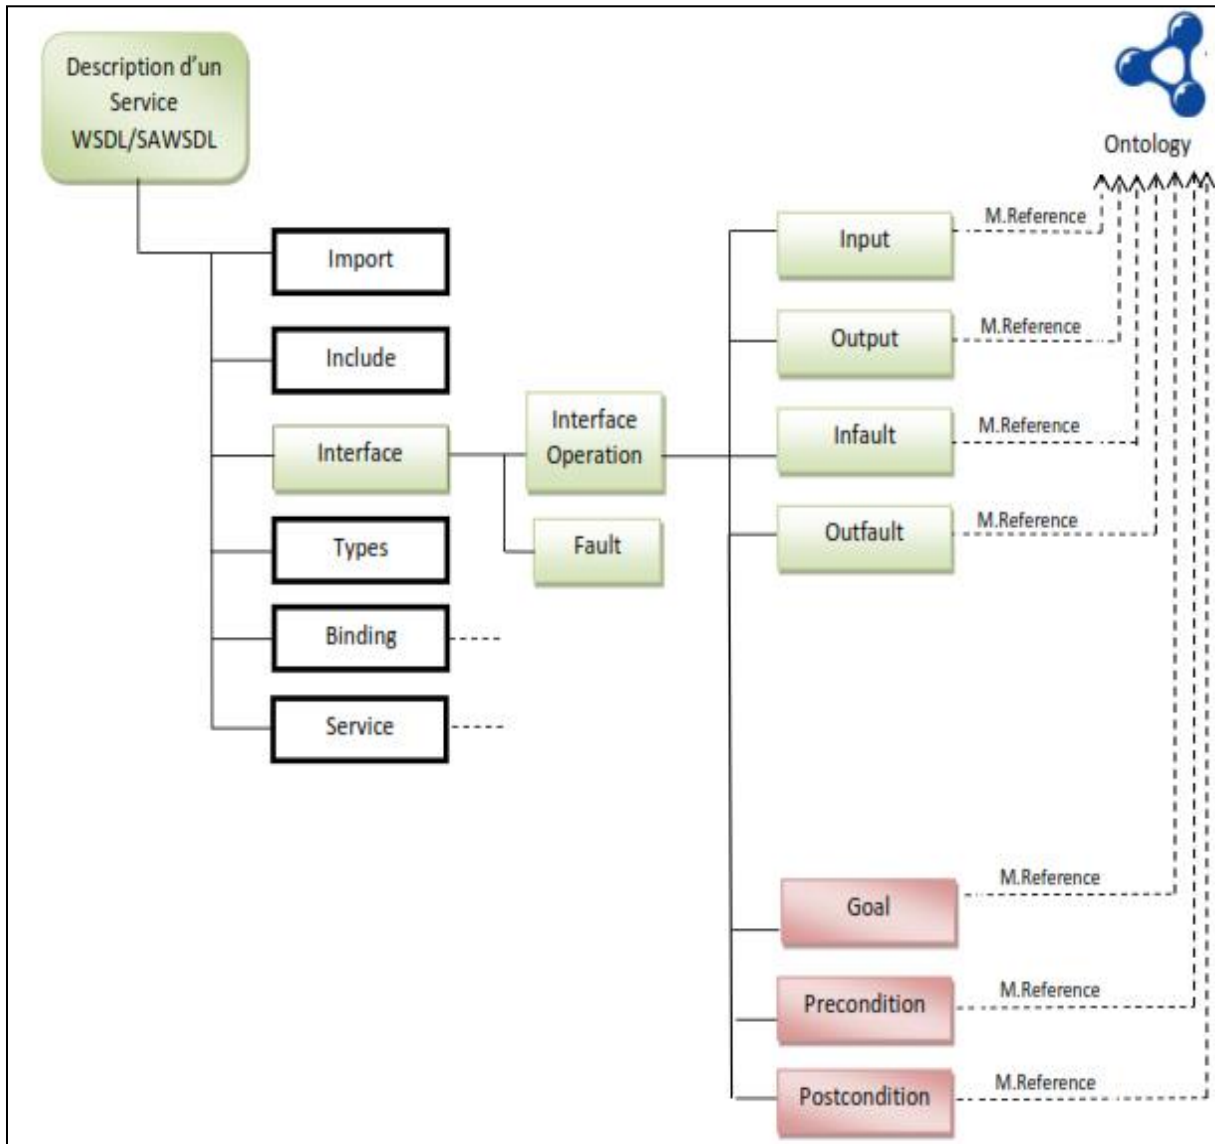 Description d'un
Service
WSDL/SAWSDL
Ontology
Import
Include
Interface
Types
Binding
Service
Interface
Operation
Fault
Input
M.Reference
Output
M.Reference
Infault
M.Reference
Outfault
M.Reference
Goal
M.Reference
Precondition
M.Reference
Postcondition
M.Reference